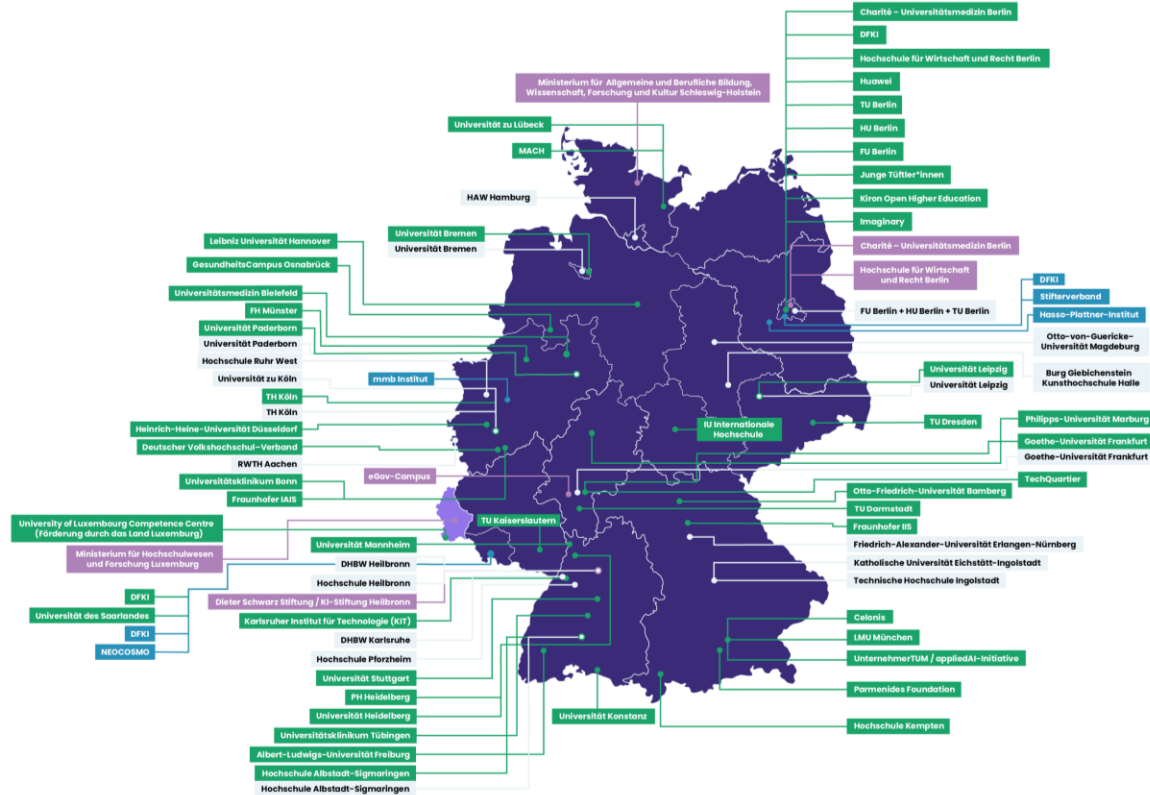 Charité – Universitätsmedizin Berlin
DFKI
Hochschule für Wirtschaft und Recht Berlin
Huawei
TU Berlin
HU Berlin
FU Berlin
Junge Tüftler*innen
Kiron Open Higher Education
Imaginary
Charité – Universitätsmedizin Berlin
Hochschule für Wirtschaft
und Recht Berlin
DFKI
Stifterverband
Hasso-Plattner-Institut
FU Berlin + HU Berlin + TU Berlin
Otto-von-Guericke-
Universität Magdeburg
Burg Giebichenstein
Kunsthochschule Halle
Universität Leipzig
Universität Leipzig
TU Dresden
IU Internationale
Hochschule
Philipps-Universität Marburg
Goethe-Universität Frankfurt
Goethe-Universität Frankfurt
TechQuartier
Otto-Friedrich-Universität Bamberg
TU Darmstadt
Fraunhofer IIS
Friedrich-Alexander-Universität Erlangen-Nürnberg
Katholische Universität Eichstätt-Ingolstadt
Technische Hochschule Ingolstadt
Celonis
LMU München
UnternehmerTUM / appliedAI-Initiative
Parmenides Foundation
Hochschule Kempten
Ministerium für Allgemeine und Berufliche Bildung,
Wissenschaft, Forschung und Kultur Schleswig-Holstein
Universität zu Lübeck
MACH
HAW Hamburg
Universität Bremen
Universität Bremen
Leibniz Universität Hannover
GesundheitsCampus Osnabrück
Universitätsmedizin Bielefeld
FH Münster
Universität Paderborn
Universität Paderborn
Hochschule Ruhr West
Universität zu Köln
mmb Institut
TH Köln
TH Köln
Heinrich-Heine-Universität Düsseldorf
Deutscher Volkshochschul-Verband
RWTH Aachen
Universitätsklinikum Bonn
Fraunhofer IAIS
eGov-Campus
University of Luxembourg Competence Centre
(Förderung durch das Land Luxemburg)
Ministerium für Hochschulwesen
und Forschung Luxemburg
TU Kaiserslautern
Universität Mannheim
DHBW Heilbronn
Hochschule Heilbronn
Dieter Schwarz Stiftung / KI-Stiftung Heilbronn
Karlsruher Institut für Technologie (KIT)
DHBW Karlsruhe
Hochschule Pforzheim
DFKI
Universität des Saarlandes
DFKI
NEOCOSMO
Universität Stuttgart
PH Heidelberg
Universität Heidelberg
Universitätsklinikum Tübingen
Albert-Ludwigs-Universität Freiburg
Hochschule Albstadt-Sigmaringen
Hochschule Albstadt-Sigmaringen
Universität Konstanz